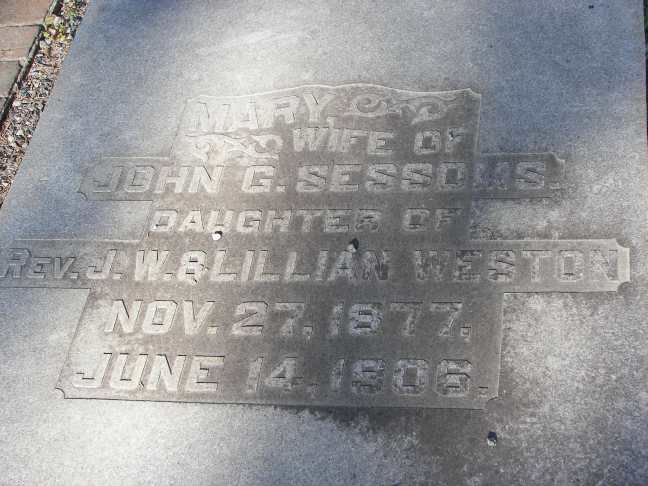 MARY,
WIFE OF
JOHN G. SESSOMS.
DAUGHTER OF
REV. J. W. & LILLIAN WESTON
NOV. 27, 1877,
JUNE 14, 1906.